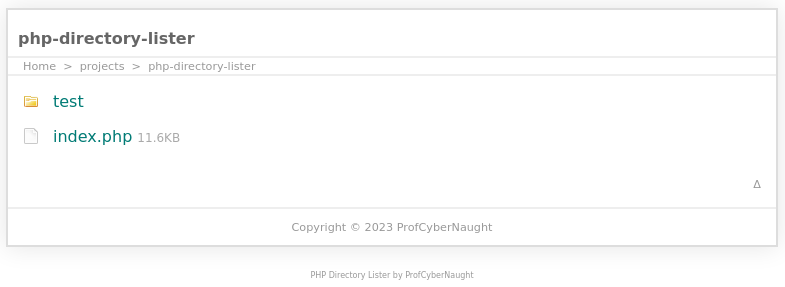 php-directory-lister
Home > projects > php-directory-lister
test
index.php 11.6KB
Δ
Copyright © 2023 ProfCyberNaught
PHP Directory Lister by ProfCyberNaught